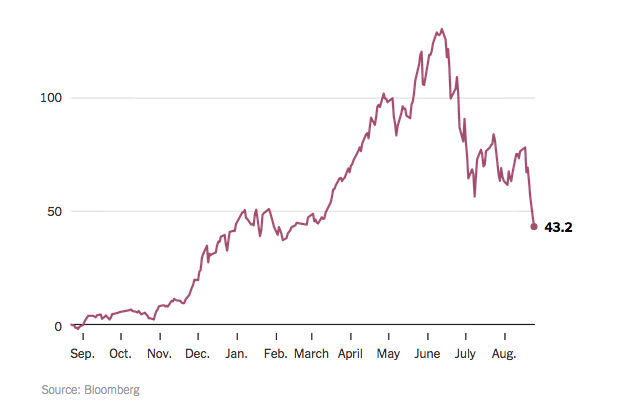 100
50
43.2
0
Sep. Oct. Nov. Dec. Jan. Feb. March April May June July Aug.
Source: Bloomberg